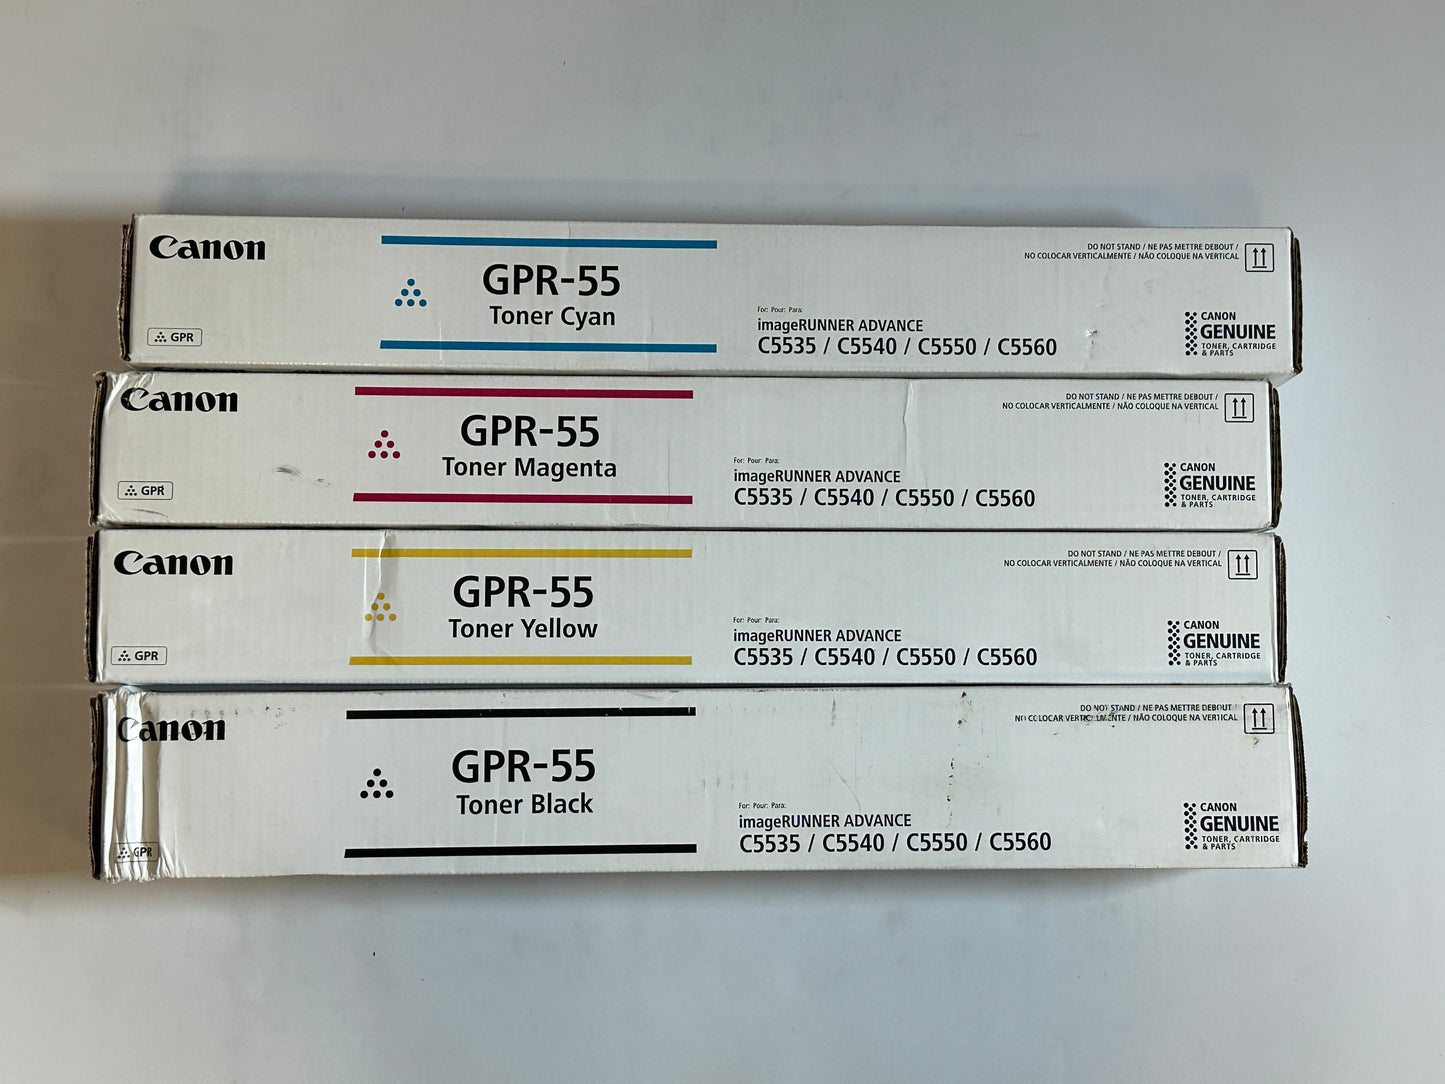 Canon
GPR-55
Toner Cyan
GPR
For: Pour: Para:
imageRUNNER ADVANCE
C5535 / C5540 / C5550 / C5560
DO NOT STAND / NE PAS METTRE DEBOUT /
NO COLOCAR VERTICALMENTE / NÃO COLOQUE NA VERTICAL
CANON
GENUINE
TONER, CARTRIDGE
& PARTS
Canon
GPR-55
Toner Magenta
GPR
For: Pour: Para:
imageRUNNER ADVANCE
C5535 / C5540 / C5550 / C5560
DO NOT STAND / NE PAS METTRE DEBOUT /
NO COLOCAR VERTICALMENTE / NÃO COLOQUE NA VERTICAL
CANON
GENUINE
TONER, CARTRIDGE
& PARTS
Canon
GPR-55
Toner Yellow
GPR
For: Pour: Para:
imageRUNNER ADVANCE
C5535 / C5540 / C5550 / C5560
DO NOT STAND / NE PAS METTRE DEBOUT /
NO COLOCAR VERTICALMENTE / NÃO COLOQUE NA VERTICAL
CANON
GENUINE
TONER, CARTRIDGE
& PARTS
Canon
GPR-55
Toner Black
GPR
For: Pour: Para:
imageRUNNER ADVANCE
C5535 / C5540 / C5550 / C5560
DO NOT STAND / NE PAS METTRE DEBOUT /
NO COLOCAR VERTICALMENTE / NÃO COLOQUE NA VERTICAL
CANON
GENUINE
TONER, CARTRIDGE
& PARTS